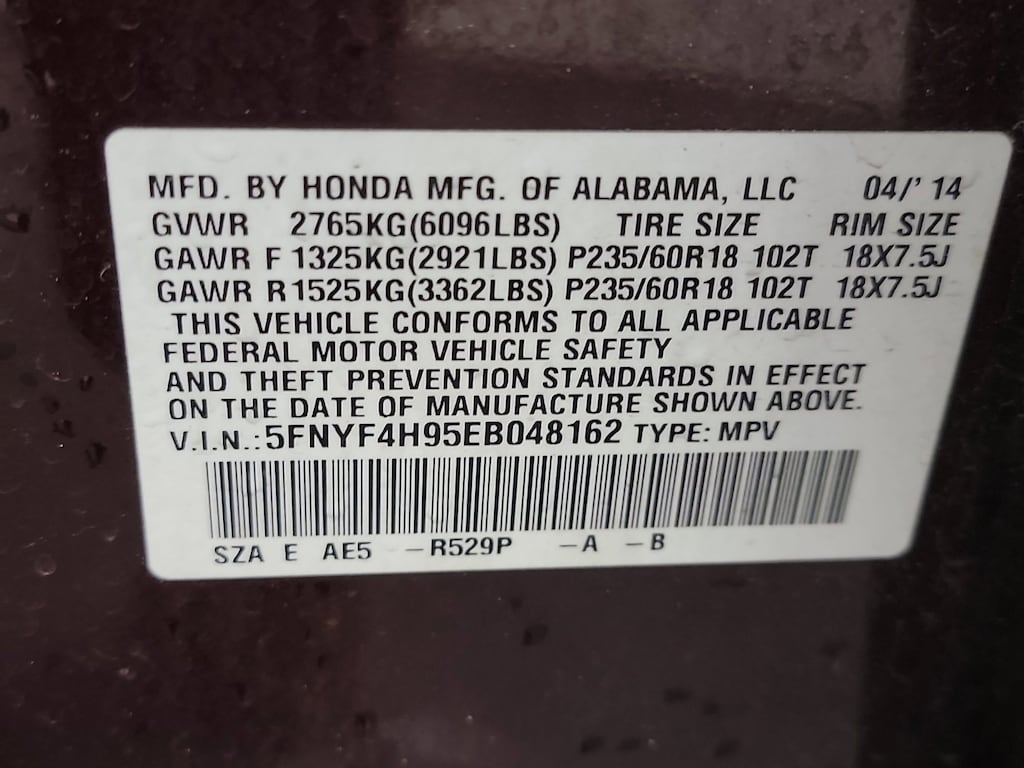 MFD. BY HONDA MFG. OF ALABAMA, LLC 04/' 14
GVWR 2765KG(6096LBS) TIRE SIZE RIM SIZE
GAWR F 1325KG(2921LBS) P235/60R18 102T 18X7.5J
GAWR R 1525KG(3362LBS) P235/60R18 102T 18X7.5J
THIS VEHICLE CONFORMS TO ALL APPLICABLE
FEDERAL MOTOR VEHICLE SAFETY
AND THEFT PREVENTION STANDARDS IN EFFECT
ON THE DATE OF MANUFACTURE SHOWN ABOVE.
V.I.N.: 5FNYF4H95EB048162 TYPE: MPV
SZA E AE5 -R529P -A -B